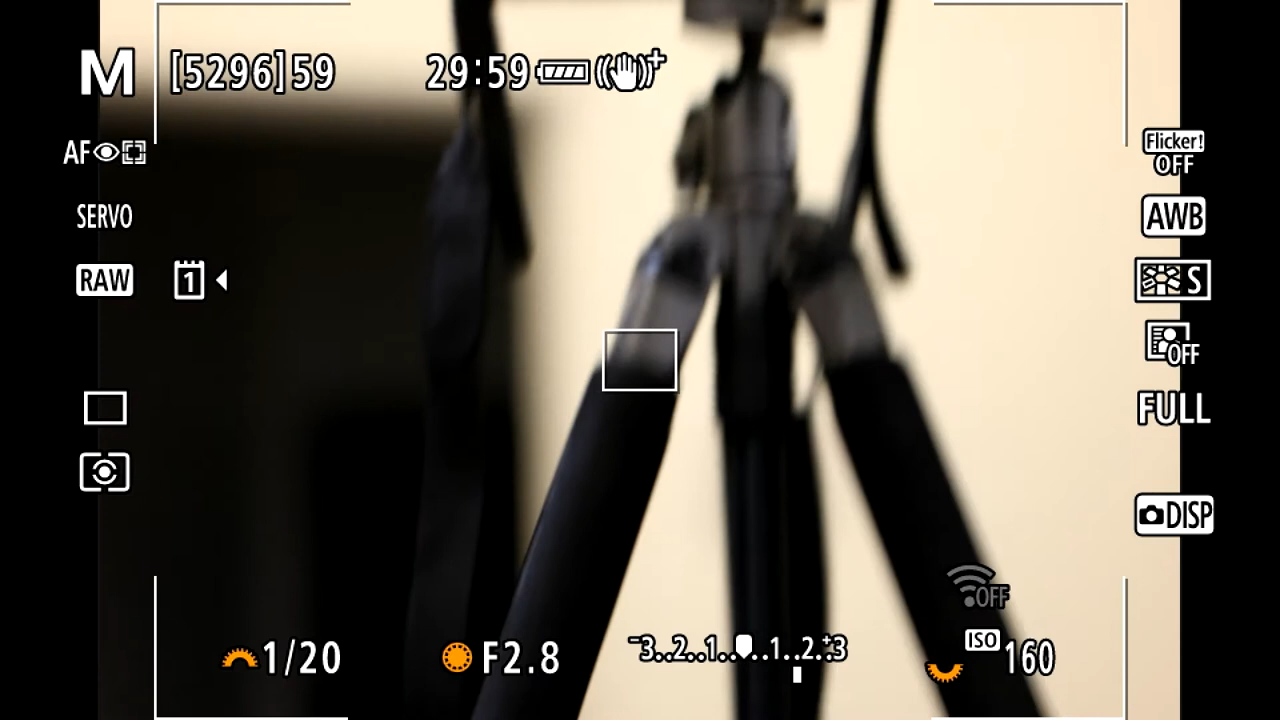 M [5296]59 29:59
AF
Flicker!
OFF
SERVO
AWB
RAW 1
S
OFF
FULL
DISP
OFF
1/20 F2.8 -3..2..1....1..2.+3 ISO 160